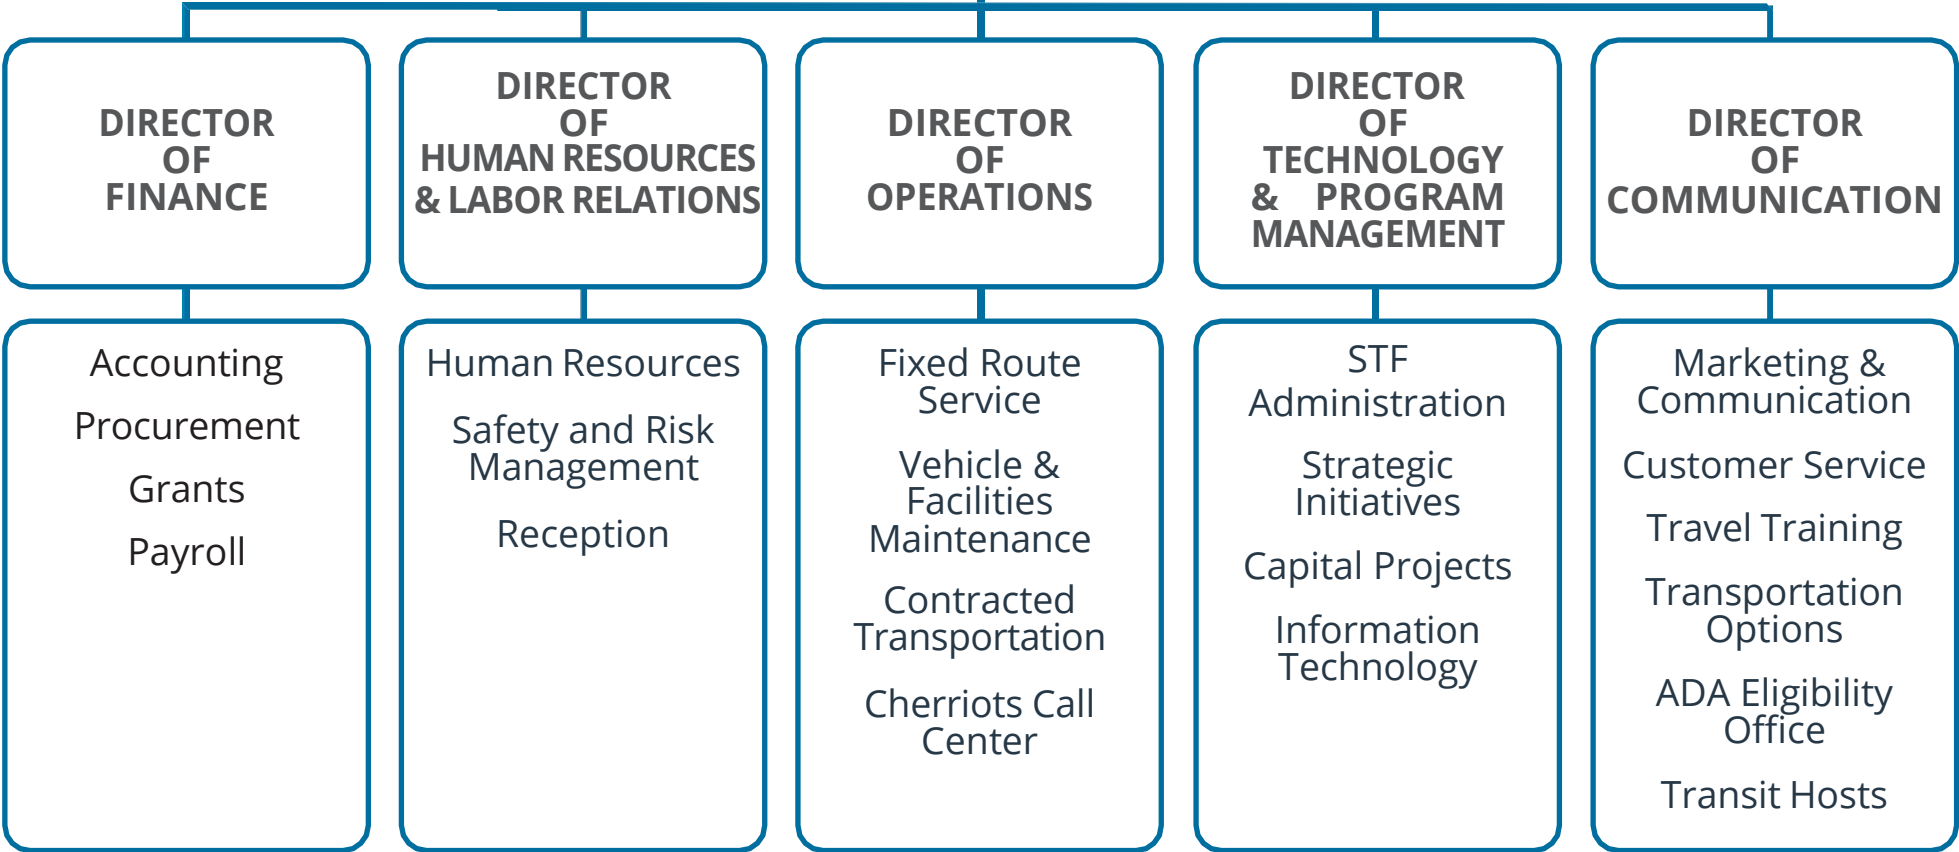 DIRECTOR
OF
FINANCE
DIRECTOR
OF
HUMAN RESOURCES
& LABOR RELATIONS
DIRECTOR
OF
OPERATIONS
DIRECTOR
OF
TECHNOLOGY
& PROGRAM
MANAGEMENT
DIRECTOR
OF
COMMUNICATION
Accounting
Procurement
Grants
Payroll
Human Resources
Safety and Risk
Management
Reception
Fixed Route
Service
Vehicle &
Facilities
Maintenance
Contracted
Transportation
Cherriots Call
Center
STF
Administration
Strategic
Initiatives
Capital Projects
Information
Technology
Marketing &
Communication
Customer Service
Travel Training
Transportation
Options
ADA Eligibility
Office
Transit Hosts